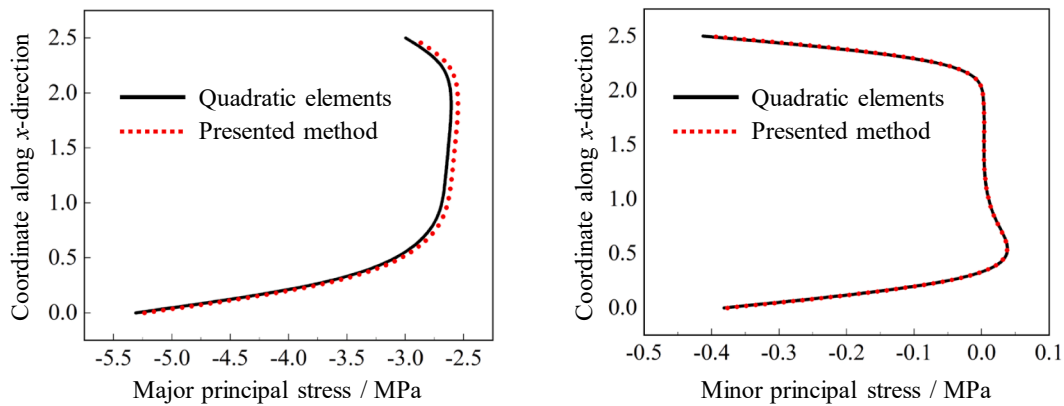 Coordinate along x-direction
2.5
2.0
1.5
1.0
0.5
0.0
Quadratic elements
Presented method
-5.5 -5.0 -4.5 -4.0 -3.5 -3.0 -2.5
Major principal stress / MPa
Coordinate along x-direction
2.5
2.0
1.5
1.0
0.5
0.0
Quadratic elements
Presented method
-0.5 -0.4 -0.3 -0.2 -0.1 0.0 0.1
Minor principal stress / MPa